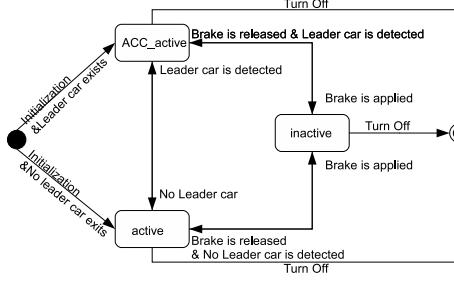 Turn Off
Brake is released & Leader car is detected
ACC_active
Leader car is detected
Initialization
&Leader car exists
Brake is applied
inactive
Turn Off
Initialization
&No leader car exits
Brake is applied
No Leader car
active
Brake is released
& No Leader car is detected
Turn Off